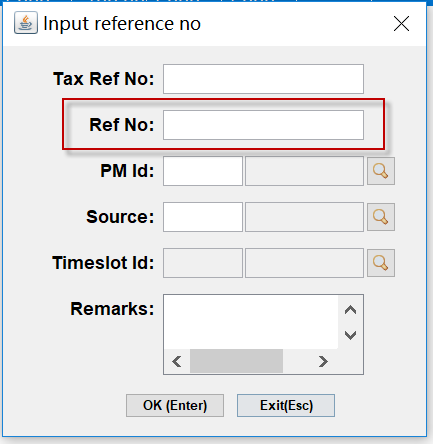 Input reference no
Tax Ref No:
Ref No:
PM Id:
Source:
Timeslot Id:
Remarks:
OK (Enter)
Exit(Esc)